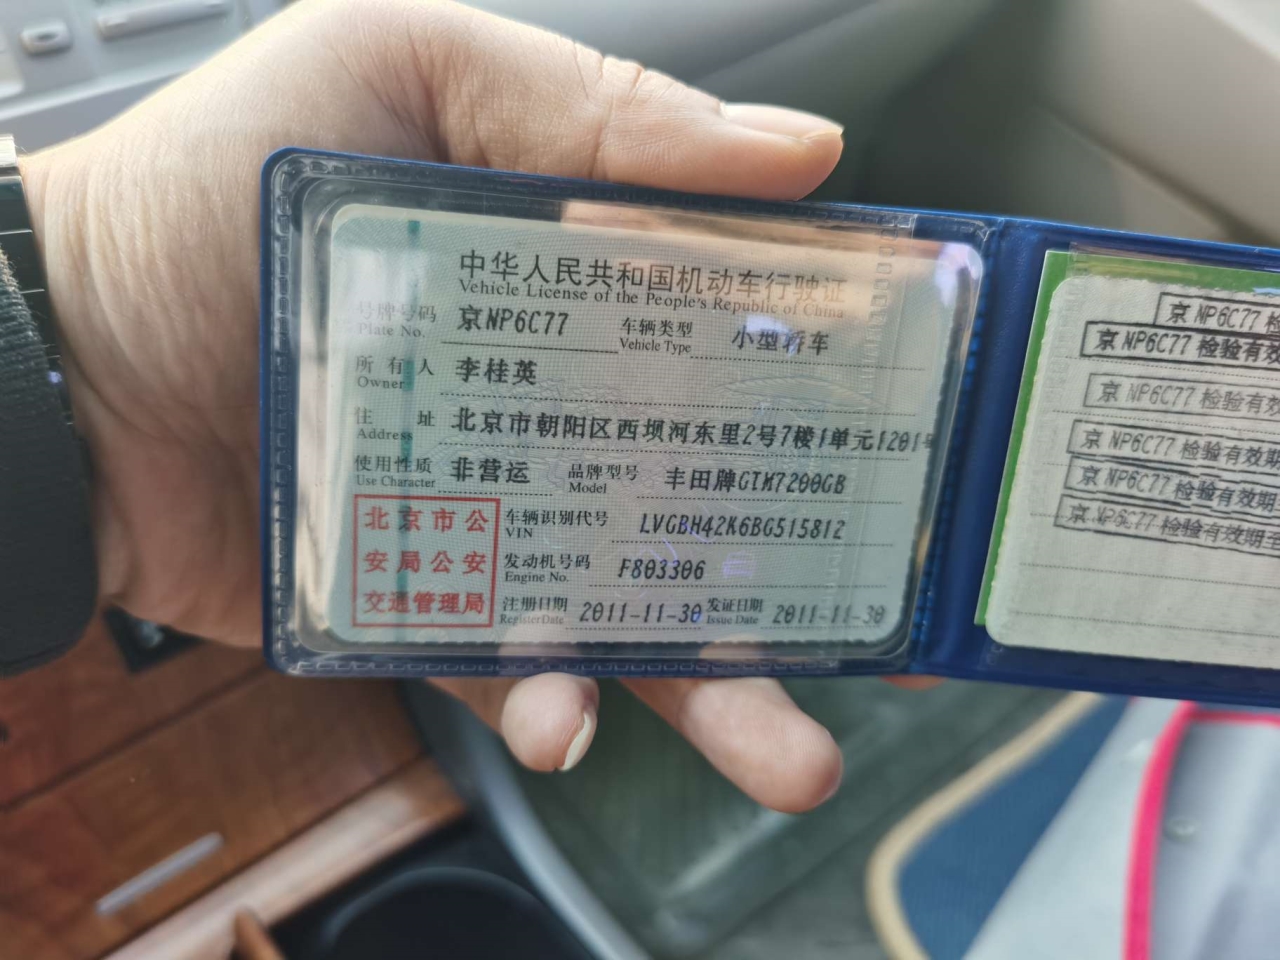 中华人民共和国机动车行驶证
Vehicle License of the People's Republic of China
号牌号码 京NP6C77 车辆类型 小型轿车
Plate No. Vehicle Type
所有人 李桂英
Owner
住址 北京市朝阳区西坝河东里2号7楼1单元1201号
Address
使用性质 非营运 品牌型号 丰田牌GTM7200GB
Use Character Model
北京市公
安局公安
交通管理局
车辆识别代号 LVGBH42K6BG515812
VIN
发动机号码 F803306
Engine No.
注册日期 2011-11-30 发证日期 2011-11-30
Register Date Issue Date
京NP6C77
京NP6C77 检验有效
京NP6C77 检验有
京NP6C77 检验有效期
京NP6C77 检验有效期
京NP6C77 检验有效期至